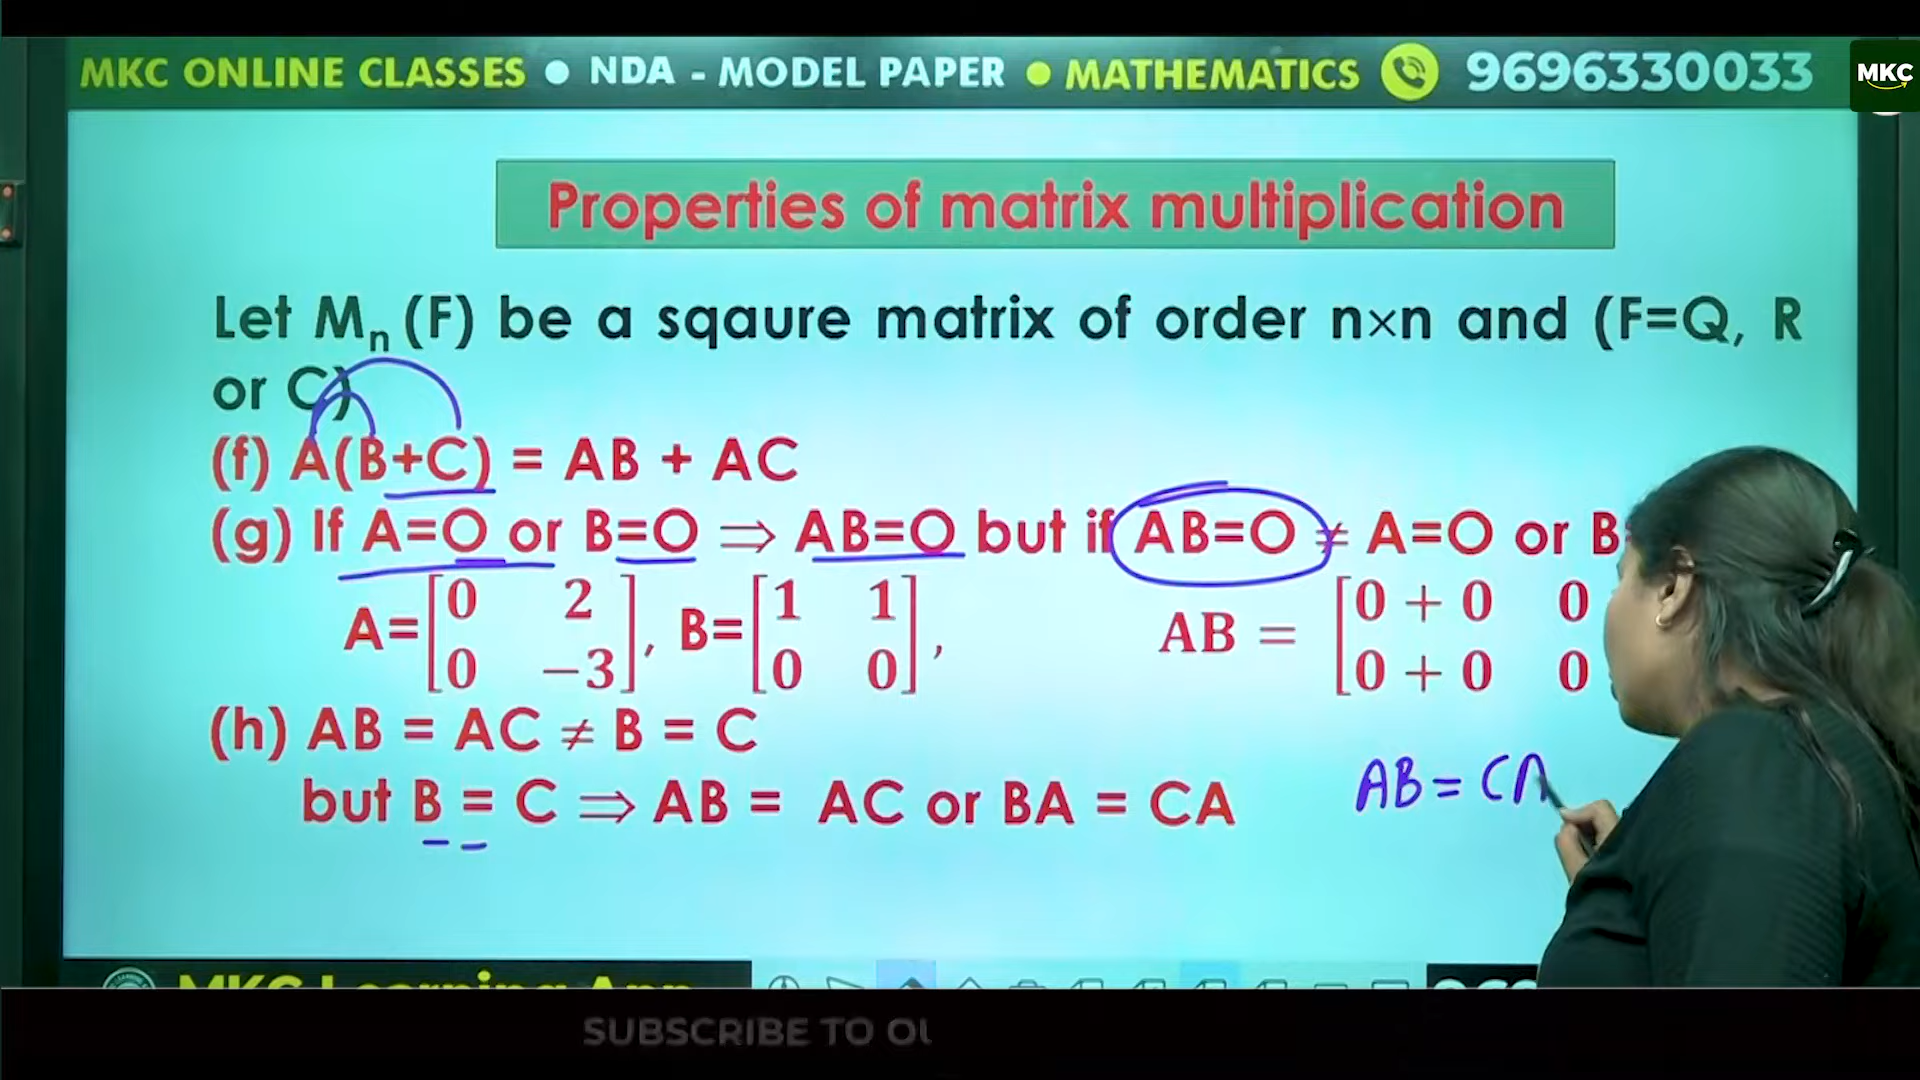 MKC ONLINE CLASSES ● NDA - MODEL PAPER ● MATHEMATICS 9696330033
MKC
Properties of matrix multiplication
Let Mₙ (F) be a sqaure matrix of order n×n and (F=Q, R
or C)
(f) A(B+C) = AB + AC
(g) If A=O or B=O ⟹ AB=O but if AB=O ≠ A=O or B
A=[0 2
0 −3], B=[1 1
0 0], AB = [0 + 0 0
0 + 0 0
(h) AB = AC ≠ B = C
but B = C ⟹ AB = AC or BA = CA
AB = CA
MKC Learning App
SUBSCRIBE TO OU